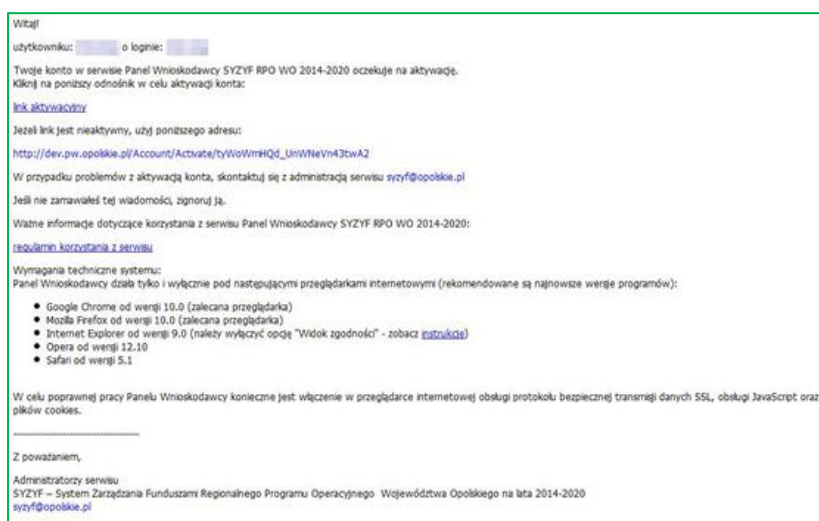 Witaj!
użytkowniku: o loginie:
Twoje konto w serwisie Panel Wnioskodawcy SYZYF RPO WO 2014-2020 oczekuje na aktywację.
Kliknij na poniższy odnośnik w celu aktywacji konta:
link aktywacyjny
Jeżeli link jest nieaktywny, użyj poniższego adresu:
http://dev.pw.opolskie.pl/Account/Activate/tyWoWmHQd_UnWNeVn43twA2
W przypadku problemów z aktywacją konta, skontaktuj się z administracją serwisu syzyf@opolskie.pl
Jeśli nie zamawiałeś tej wiadomości, zignoruj ją.
Ważne informacje dotyczące korzystania z serwisu Panel Wnioskodawcy SYZYF RPO WO 2014-2020:
regulamin korzystania z serwisu
Wymagania techniczne systemu:
Panel Wnioskodawcy działa tylko i wyłącznie pod następującymi przeglądarkami internetowymi (rekomendowane są najnowsze wersje programów):
• Google Chrome od wersji 10.0 (zalecana przeglądarka)
• Mozilla Firefox od wersji 10.0 (zalecana przeglądarka)
• Internet Explorer od wersji 9.0 (należy wyłączyć opcję "Widok zgodności" - zobacz instrukcję)
• Opera od wersji 12.10
• Safari od wersji 5.1
W celu poprawnej pracy Panelu Wnioskodawcy konieczne jest włączenie w przeglądarce internetowej obsługi protokołu bezpiecznej transmisji danych SSL, obsługi JavaScript oraz
plików cookies.
------------------------------------
Z poważaniem,
Administratorzy serwisu
SYZYF – System Zarządzania Funduszami Regionalnego Programu Operacyjnego Województwa Opolskiego na lata 2014-2020
syzyf@opolskie.pl